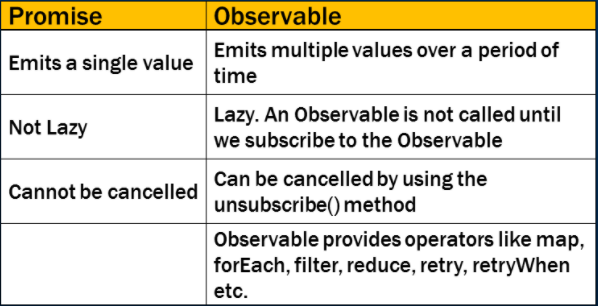 Promise
Observable
Emits a single value
Emits multiple values over a period of
time
Not Lazy
Lazy. An Observable is not called until
we subscribe to the Observable
Cannot be cancelled
Can be cancelled by using the
unsubscribe() method
Observable provides operators like map,
forEach, filter, reduce, retry, retryWhen
etc.